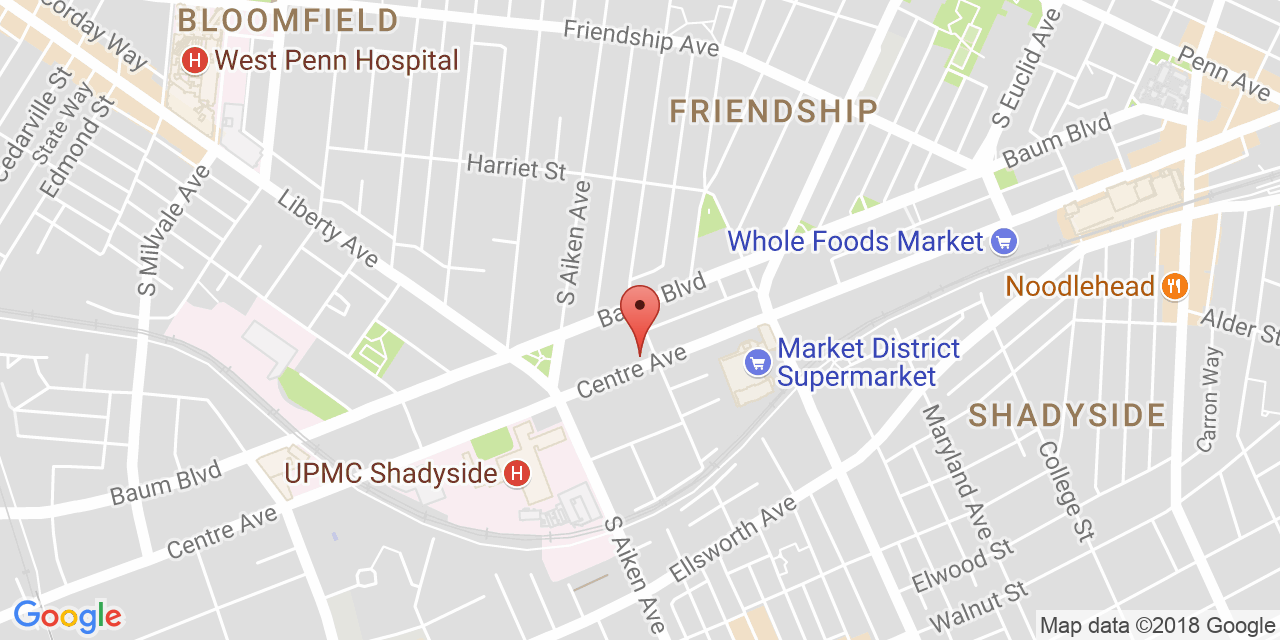 BLOOMFIELD
Corday Way
H West Penn Hospital
Friendship Ave
S Euclid Ave
Penn Ave
Cedarville St
State Way
Edmond St
FRIENDSHIP
Baum Blvd
Harriet St
S Millvale Ave
Liberty Ave
S Aiken Ave
Whole Foods Market
Noodlehead
Blvd
Alder St
Centre Ave
Market District
Supermarket
Carron Way
SHADYSIDE
Maryland Ave
College St
UPMC Shadyside H
Baum Blvd
Centre Ave
S Aiken Ave
Ellsworth Ave
Elwood St
Walnut St
Google
Map data ©2018 Google